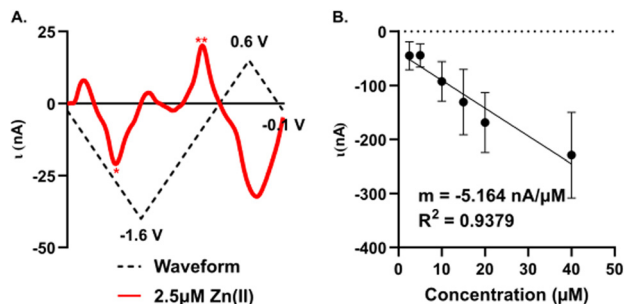 A.
25
0
-25
-50
ι (nA)
**
*
0.6 V
-0.1 V
-1.6 V
Waveform
2.5µM Zn(II)
B.
0
-100
-200
-300
-400
ι(nA)
m = -5.164 nA/µM
R² = 0.9379
0 10 20 30 40 50
Concentration (µM)